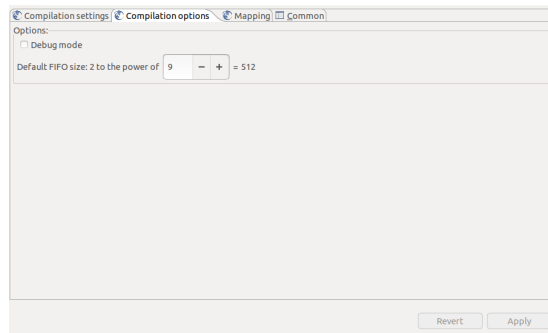 Compilation settings Compilation options Mapping Common
Options:
Debug mode
Default FIFO size: 2 to the power of 9 − + = 512
Revert Apply